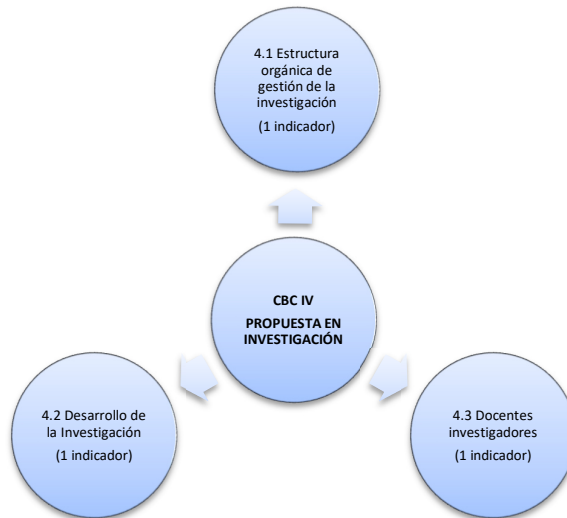 4.1 Estructura
orgánica de
gestión de la
investigación
(1 indicador)
CBC IV
PROPUESTA EN
INVESTIGACIÓN
4.2 Desarrollo de
la Investigación
(1 indicador)
4.3 Docentes
investigadores
(1 indicador)